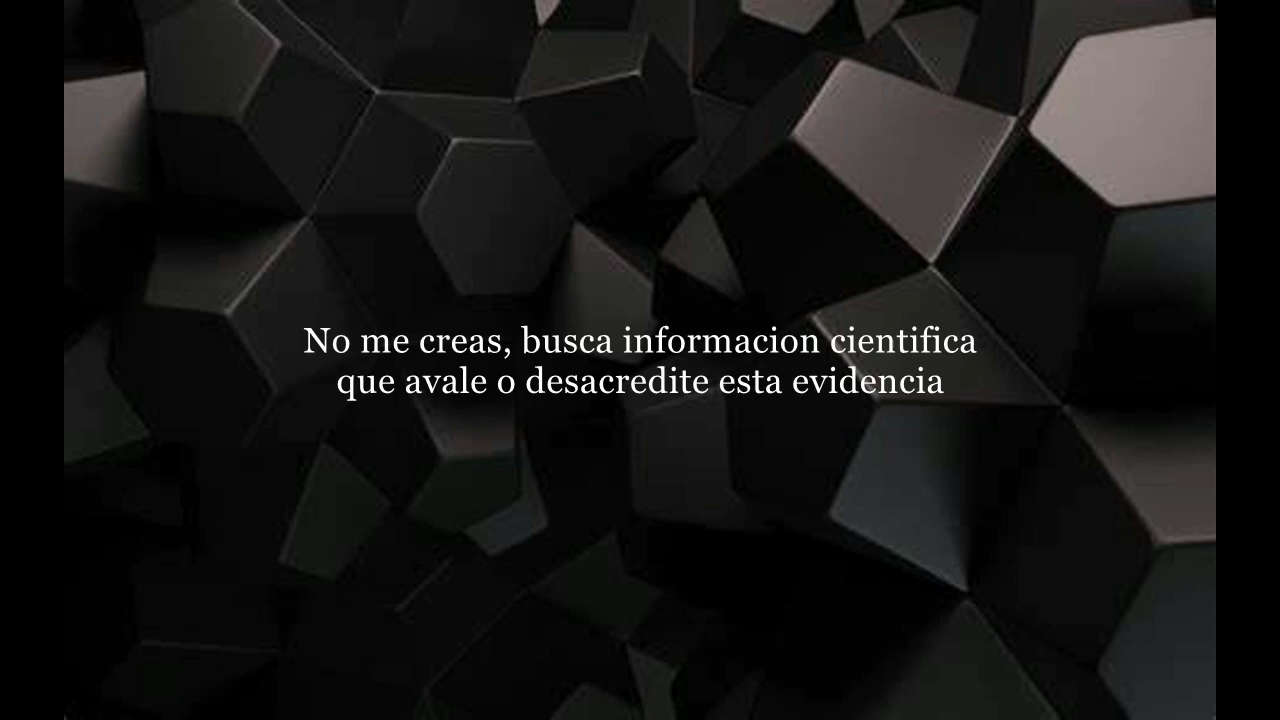 No me creas, busca informacion cientifica
que avale o desacredite esta evidencia